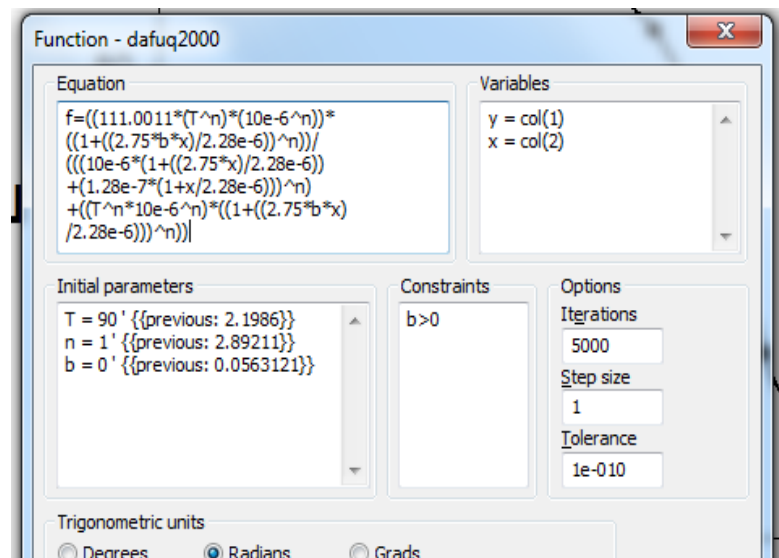 Function - dafuq2000
Equation
f=((111.0011*(T^n)*(10e-6^n))*
((1+((2.75*b*x)/2.28e-6))^n))/
(((10e-6*(1+((2.75*x)/2.28e-6))
+(1.28e-7*(1+x/2.28e-6)))^n)
+((T^n*10e-6^n)*((1+((2.75*b*x)
/2.28e-6)))^n))
Variables
y = col(1)
x = col(2)
Initial parameters
T = 90 ' {{previous: 2.1986}}
n = 1 ' {{previous: 2.89211}}
b = 0 ' {{previous: 0.0563121}}
Constraints
b>0
Options
Iterations
5000
Step size
1
Tolerance
1e-010
Trigonometric units
Degrees
Radians
Grads